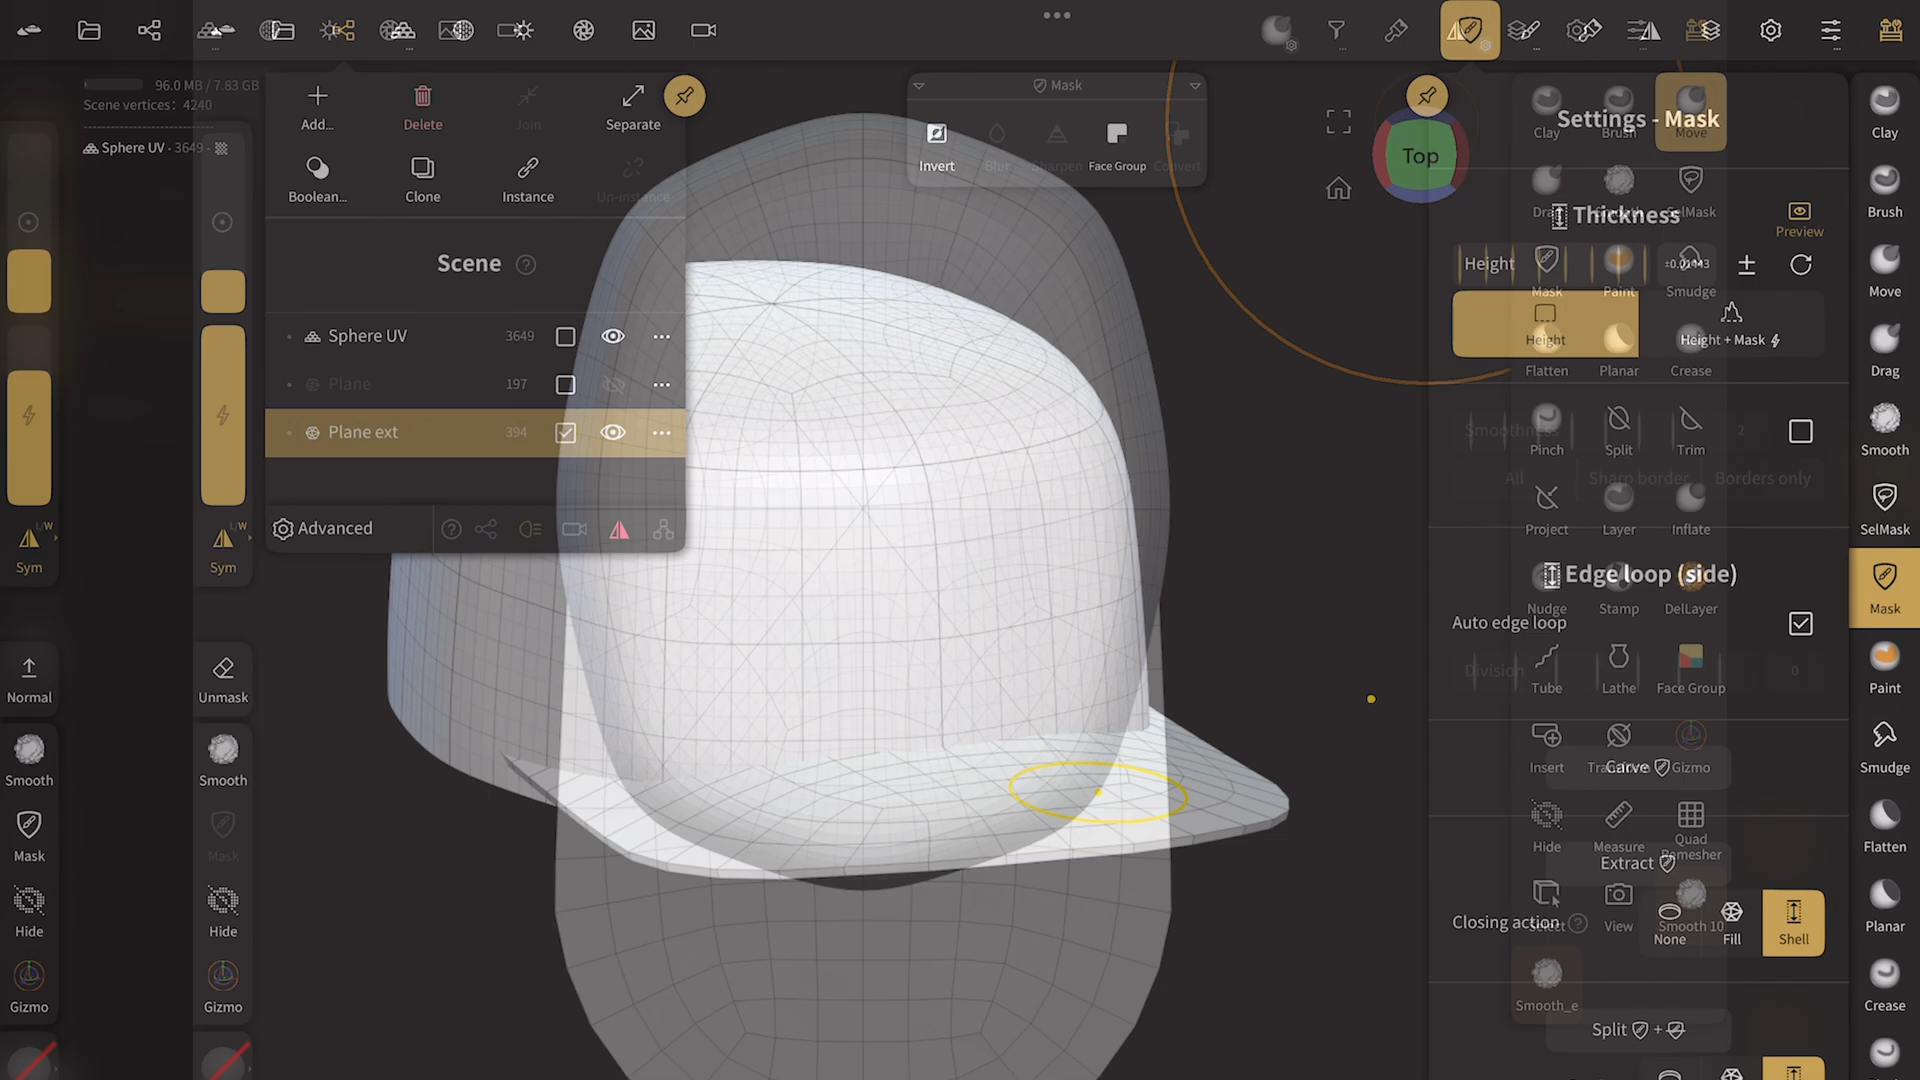 96.0 MB / 7.83 GB
Scene vertices: 4240
Sphere UV - 3649 -
Add...
Delete
Join
Separate
Boolean...
Clone
Instance
Un-instance
Scene
Sphere UV
3649
Plane
197
Plane ext
394
Advanced
L/W
Sym
L/W
Sym
Normal
Smooth
Mask
Hide
Gizmo
Unmask
Smooth
Mask
Hide
Gizmo
Mask
Invert
Blur
Sharpen
Face Group
Convert
Top
Settings - Mask
Clay
Brush
Move
Drag
Smooth
SelMask
Thickness
Preview
Height
±0.01443
Mask
Paint
Smudge
Height
Height + Mask
Flatten
Planar
Crease
Smoothness
2
Pinch
Split
Trim
All
Sharp border
Borders only
Project
Layer
Inflate
Edge loop (side)
Nudge
Stamp
DelLayer
Auto edge loop
Division
0
Tube
Lathe
Face Group
Insert
Carve
Gizmo
Hide
Measure
Quad
Remesher
Extract
Closing action
Select
View
Smooth 10
None
Fill
Shell
Smooth_e
Split
+
Clay
Brush
Move
Drag
Smooth
SelMask
Mask
Paint
Smudge
Flatten
Planar
Crease